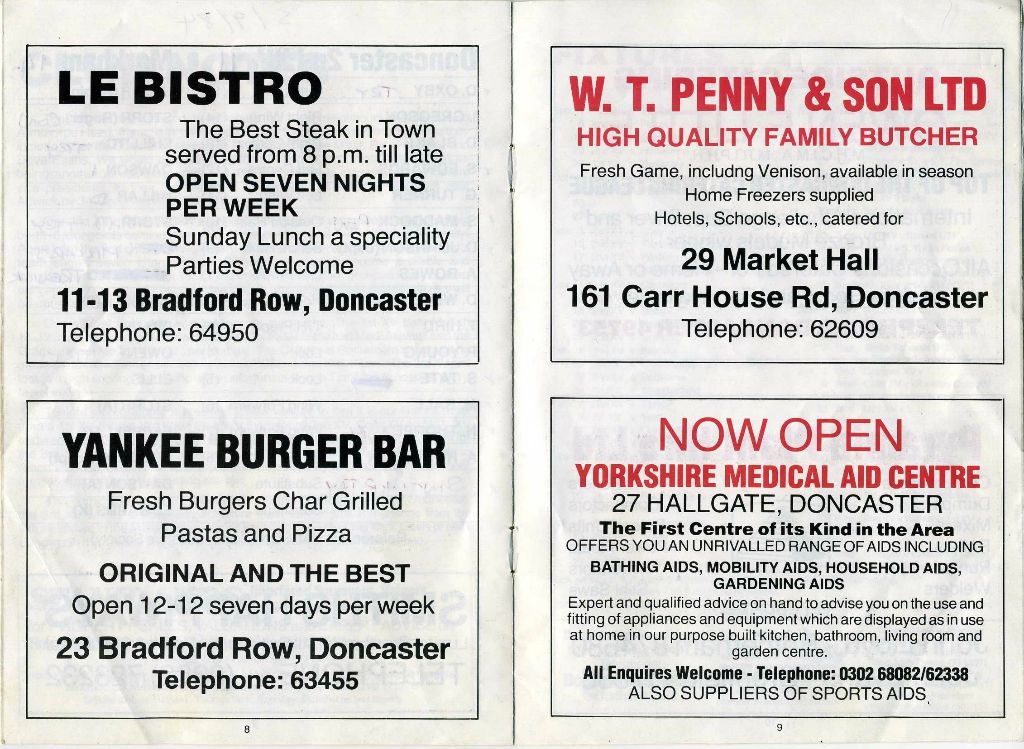 LE BISTRO
The Best Steak in Town
served from 8 p.m. till late
OPEN SEVEN NIGHTS
PER WEEK
Sunday Lunch a speciality
Parties Welcome
11-13 Bradford Row, Doncaster
Telephone: 64950
YANKEE BURGER BAR
Fresh Burgers Char Grilled
Pastas and Pizza
ORIGINAL AND THE BEST
Open 12-12 seven days per week
23 Bradford Row, Doncaster
Telephone: 63455
8
W. T. PENNY & SON LTD
HIGH QUALITY FAMILY BUTCHER
Fresh Game, includng Venison, available in season
Home Freezers supplied
Hotels, Schools, etc., catered for
29 Market Hall
161 Carr House Rd, Doncaster
Telephone: 62609
NOW OPEN
YORKSHIRE MEDICAL AID CENTRE
27 HALLGATE, DONCASTER
The First Centre of its Kind in the Area
OFFERS YOU AN UNRIVALLED RANGE OF AIDS INCLUDING
BATHING AIDS, MOBILITY AIDS, HOUSEHOLD AIDS,
GARDENING AIDS
Expert and qualified advice on hand to advise you on the use and
fitting of appliances and equipment which are displayed as in use
at home in our purpose built kitchen, bathroom, living room and
garden centre.
All Enquires Welcome - Telephone: 0302 68082/62338
ALSO SUPPLIERS OF SPORTS AIDS
9